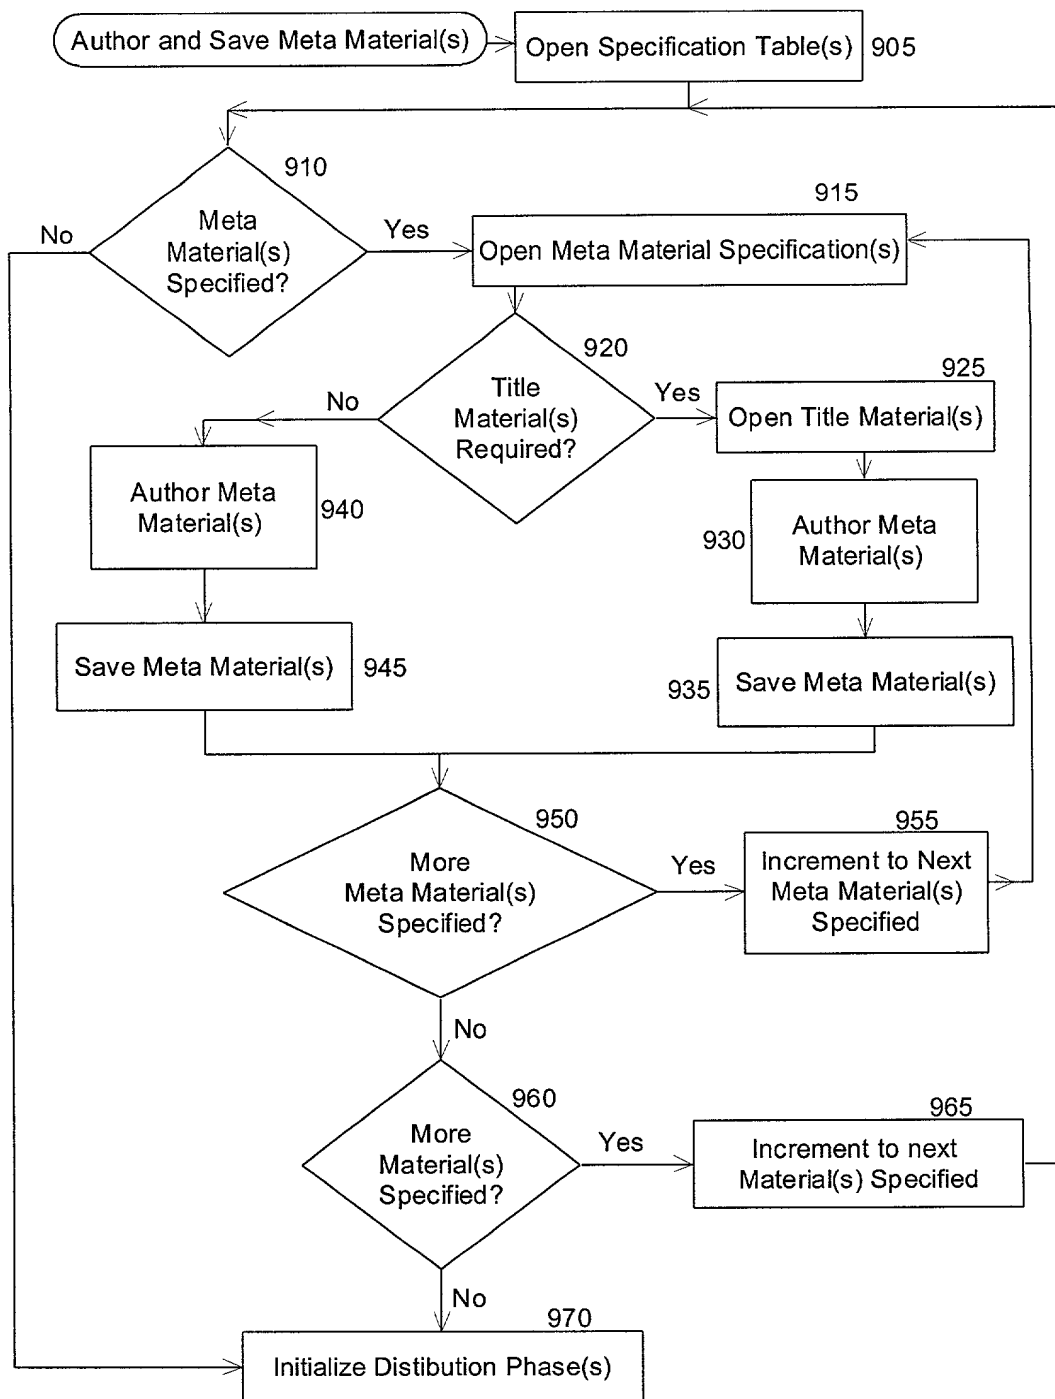 Author and Save Meta Material(s)
Open Specification Table(s)
905
910
Meta
Material(s)
Specified?
No
Yes
915
Open Meta Material Specification(s)
920
Title
Material(s)
Required?
No
Yes
925
Open Title Material(s)
Author Meta
Material(s)
940
930
Author Meta
Material(s)
Save Meta Material(s)
945
935
Save Meta Material(s)
950
More
Meta Material(s)
Specified?
Yes
955
Increment to Next
Meta Material(s)
Specified
No
960
More
Material(s)
Specified?
Yes
965
Increment to next
Material(s) Specified
No
970
Initialize Distibution Phase(s)